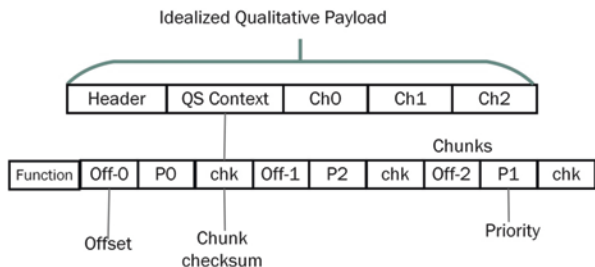 Idealized Qualitative Payload
Header QS Context Ch0 Ch1 Ch2
Chunks
Function Off-0 P0 chk Off-1 P2 chk Off-2 P1 chk
Offset Chunk checksum Priority